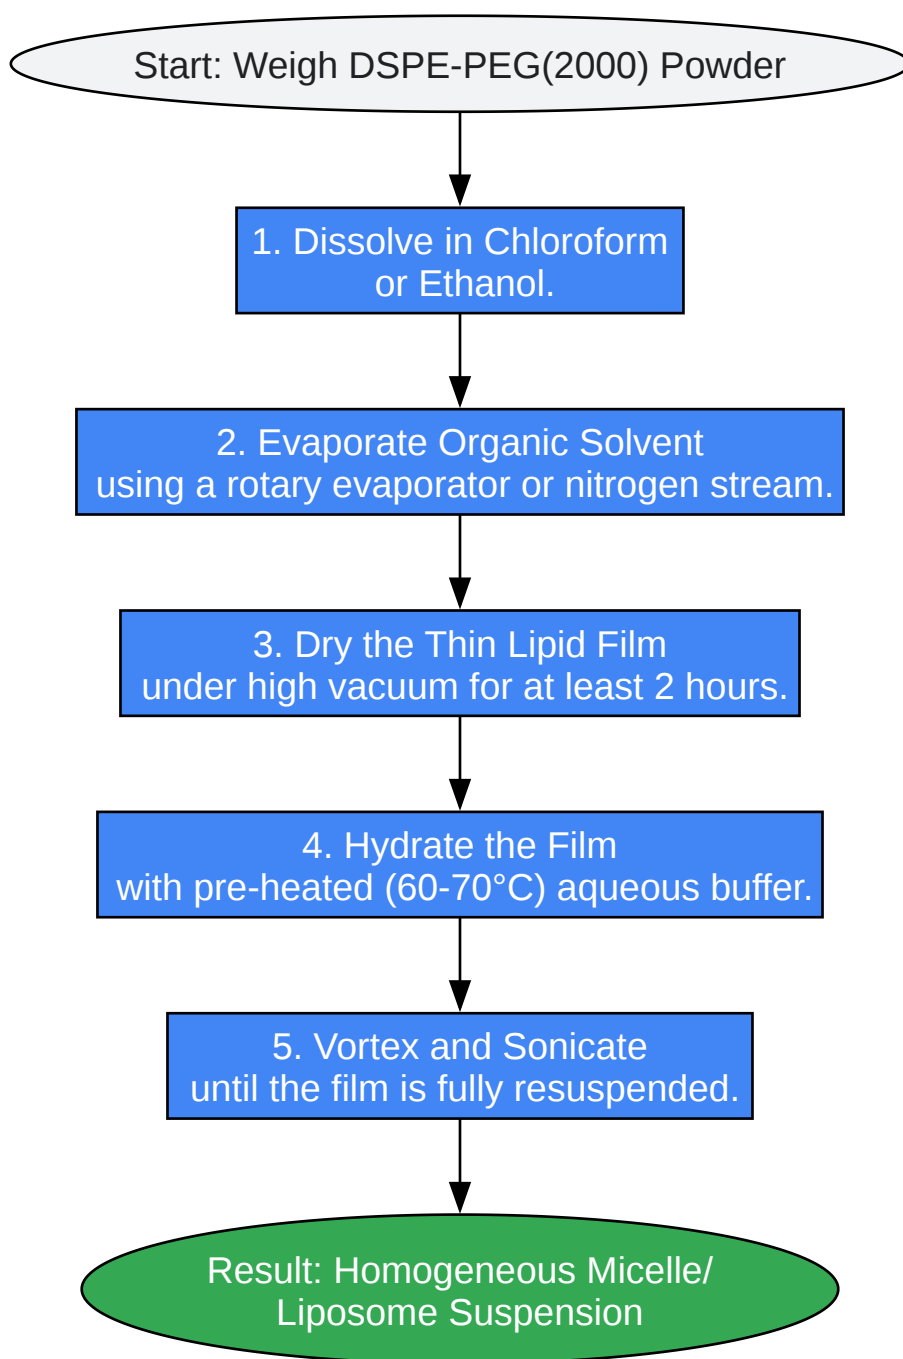 Start: Weigh DSPE-PEG(2000) Powder
1. Dissolve in Chloroform
or Ethanol.
2. Evaporate Organic Solvent
using a rotary evaporator or nitrogen stream.
3. Dry the Thin Lipid Film
under high vacuum for at least 2 hours.
4. Hydrate the Film
with pre-heated (60-70°C) aqueous buffer.
5. Vortex and Sonicate
until the film is fully resuspended.
Result: Homogeneous Micelle/
Liposome Suspension